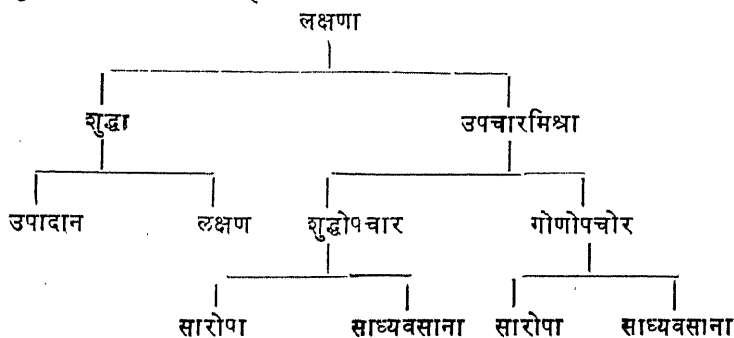 लक्षणा
शुद्धा उपचारमिश्रा
उपादान लक्षण शुद्धोपचार गोणोपचोर
सारोपा साध्यवसाना सारोपा साध्यवसाना